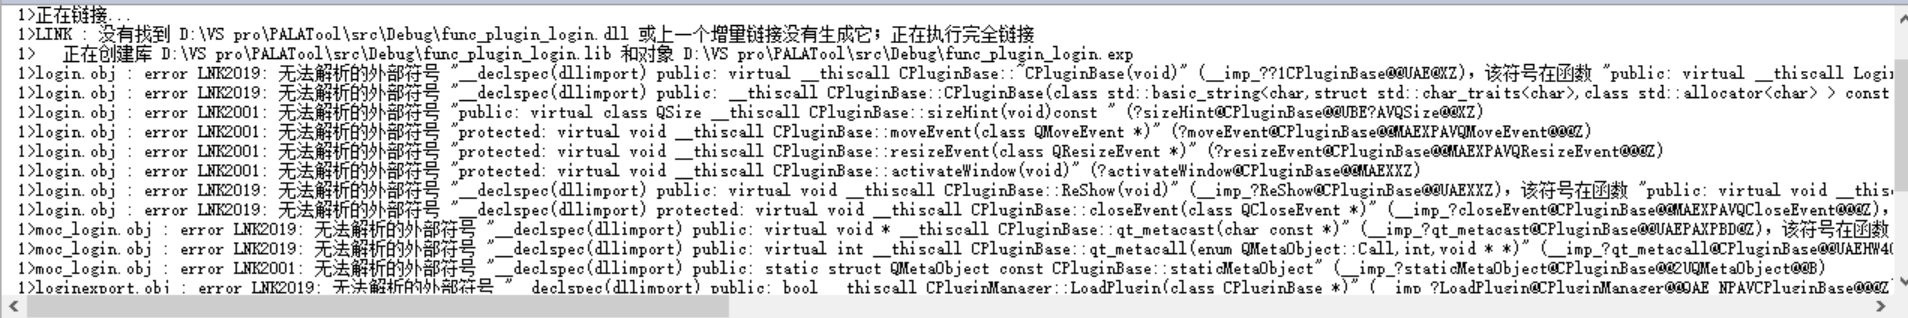 1>正在链接...
1>LINK : 没有找到 D:\VS pro\PALATool\src\Debug\func_plugin_login.dll 或上一个增量链接没有生成它；正在执行完全链接
1>   正在创建库 D:\VS pro\PALATool\src\Debug\func_plugin_login.lib 和对象 D:\VS pro\PALATool\src\Debug\func_plugin_login.exp
1>login.obj : error LNK2019: 无法解析的外部符号 "__declspec(dllimport) public: virtual __thiscall CPluginBase::~CPluginBase(void)" (__imp_??1CPluginBase@@UAE@XZ)，该符号在函数 "public: virtual __thiscall Logi
1>login.obj : error LNK2019: 无法解析的外部符号 "__declspec(dllimport) public: __thiscall CPluginBase::CPluginBase(class std::basic_string<char,struct std::char_traits<char>,class std::allocator<char> > const
1>login.obj : error LNK2001: 无法解析的外部符号 "public: virtual class QSize __thiscall CPluginBase::sizeHint(void)const " (?sizeHint@CPluginBase@@UBE?AVQSize@@XZ)
1>login.obj : error LNK2001: 无法解析的外部符号 "protected: virtual void __thiscall CPluginBase::moveEvent(class QMoveEvent *)" (?moveEvent@CPluginBase@@MAEXPAVQMoveEvent@@@Z)
1>login.obj : error LNK2001: 无法解析的外部符号 "protected: virtual void __thiscall CPluginBase::resizeEvent(class QResizeEvent *)" (?resizeEvent@CPluginBase@@MAEXPAVQResizeEvent@@@Z)
1>login.obj : error LNK2001: 无法解析的外部符号 "protected: virtual void __thiscall CPluginBase::activateWindow(void)" (?activateWindow@CPluginBase@@MAEXXZ)
1>login.obj : error LNK2019: 无法解析的外部符号 "__declspec(dllimport) public: virtual void __thiscall CPluginBase::ReShow(void)" (__imp_?ReShow@CPluginBase@@UAEXXZ)，该符号在函数 "public: virtual void __this
1>login.obj : error LNK2019: 无法解析的外部符号 "__declspec(dllimport) protected: virtual void __thiscall CPluginBase::closeEvent(class QCloseEvent *)" (__imp_?closeEvent@CPluginBase@@MAEXPAVQCloseEvent@@@Z)，
1>moc_login.obj : error LNK2019: 无法解析的外部符号 "__declspec(dllimport) public: virtual void * __thiscall CPluginBase::qt_metacast(char const *)" (__imp_?qt_metacast@CPluginBase@@UAEPAXPBD@Z)，该符号在函数
1>moc_login.obj : error LNK2019: 无法解析的外部符号 "__declspec(dllimport) public: virtual int __thiscall CPluginBase::qt_metacall(enum QMetaObject::Call,int,void * *)" (__imp_?qt_metacall@CPluginBase@@UAEHW4
1>moc_login.obj : error LNK2001: 无法解析的外部符号 "__declspec(dllimport) public: static struct QMetaObject const CPluginBase::staticMetaObject" (__imp_?staticMetaObject@CPluginBase@@2UQMetaObject@@B)
1>loginexport.obj : error LNK2019: 无法解析的外部符号 "__declspec(dllimport) public: bool __thiscall CPluginManager::LoadPlugin(class CPluginBase *)" (__imp_?LoadPlugin@CPluginManager@@QAE_NPAVCPluginBase@@@Z